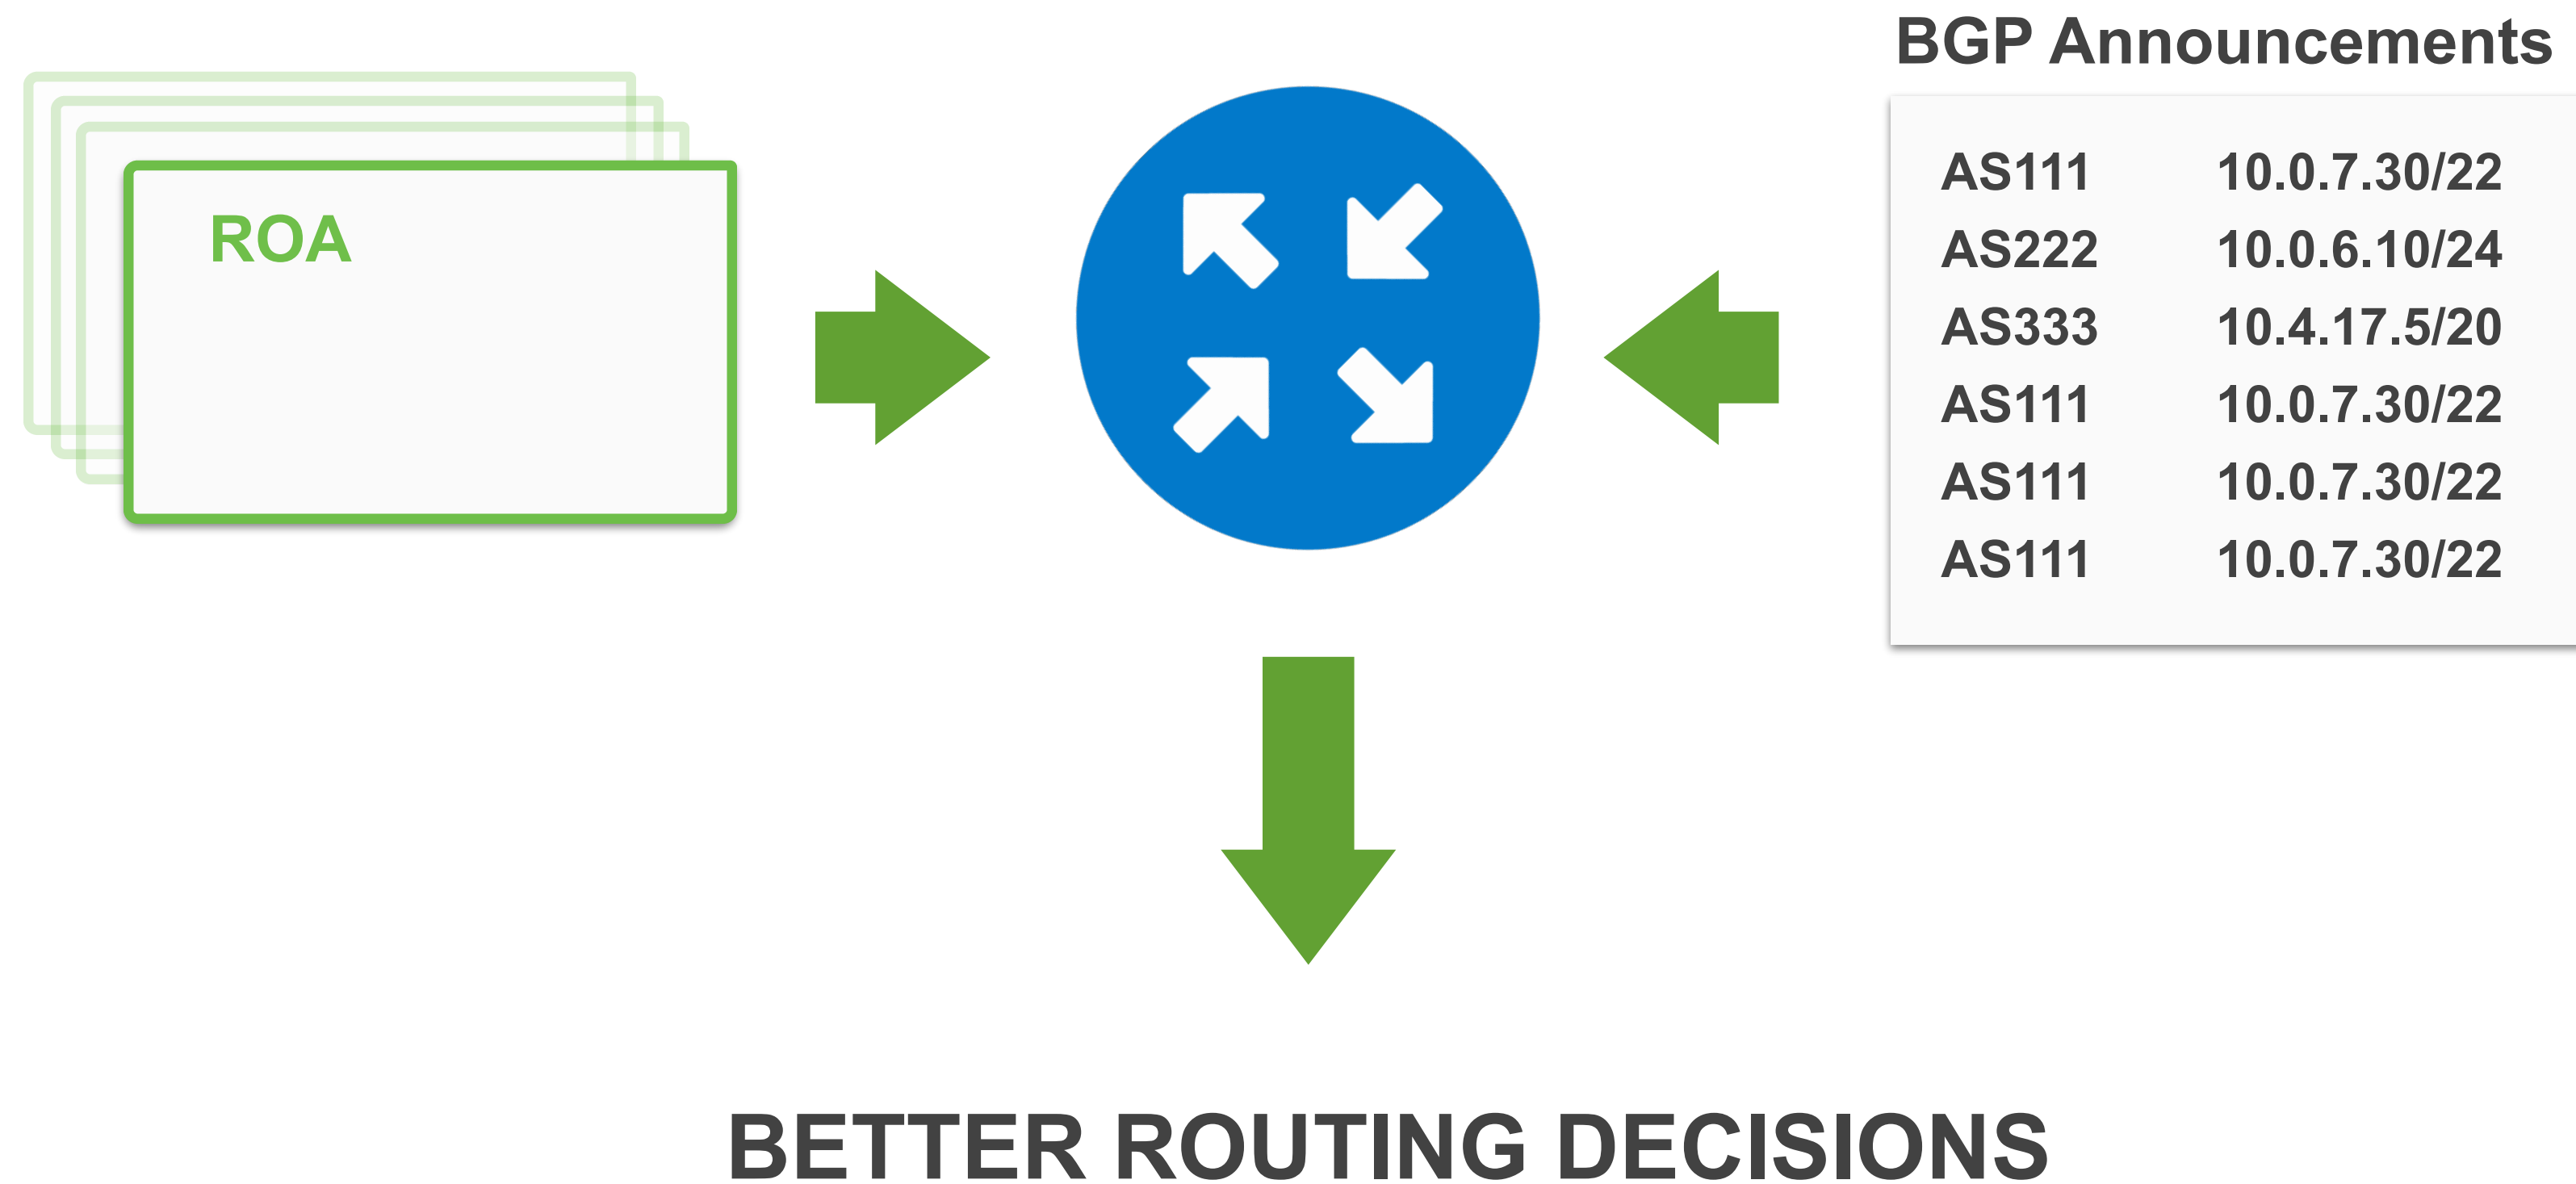 BGP Announcements
ROA
AS111 10.0.7.30/22
AS222 10.0.6.10/24
AS333 10.4.17.5/20
AS111 10.0.7.30/22
AS111 10.0.7.30/22
AS111 10.0.7.30/22
BETTER ROUTING DECISIONS